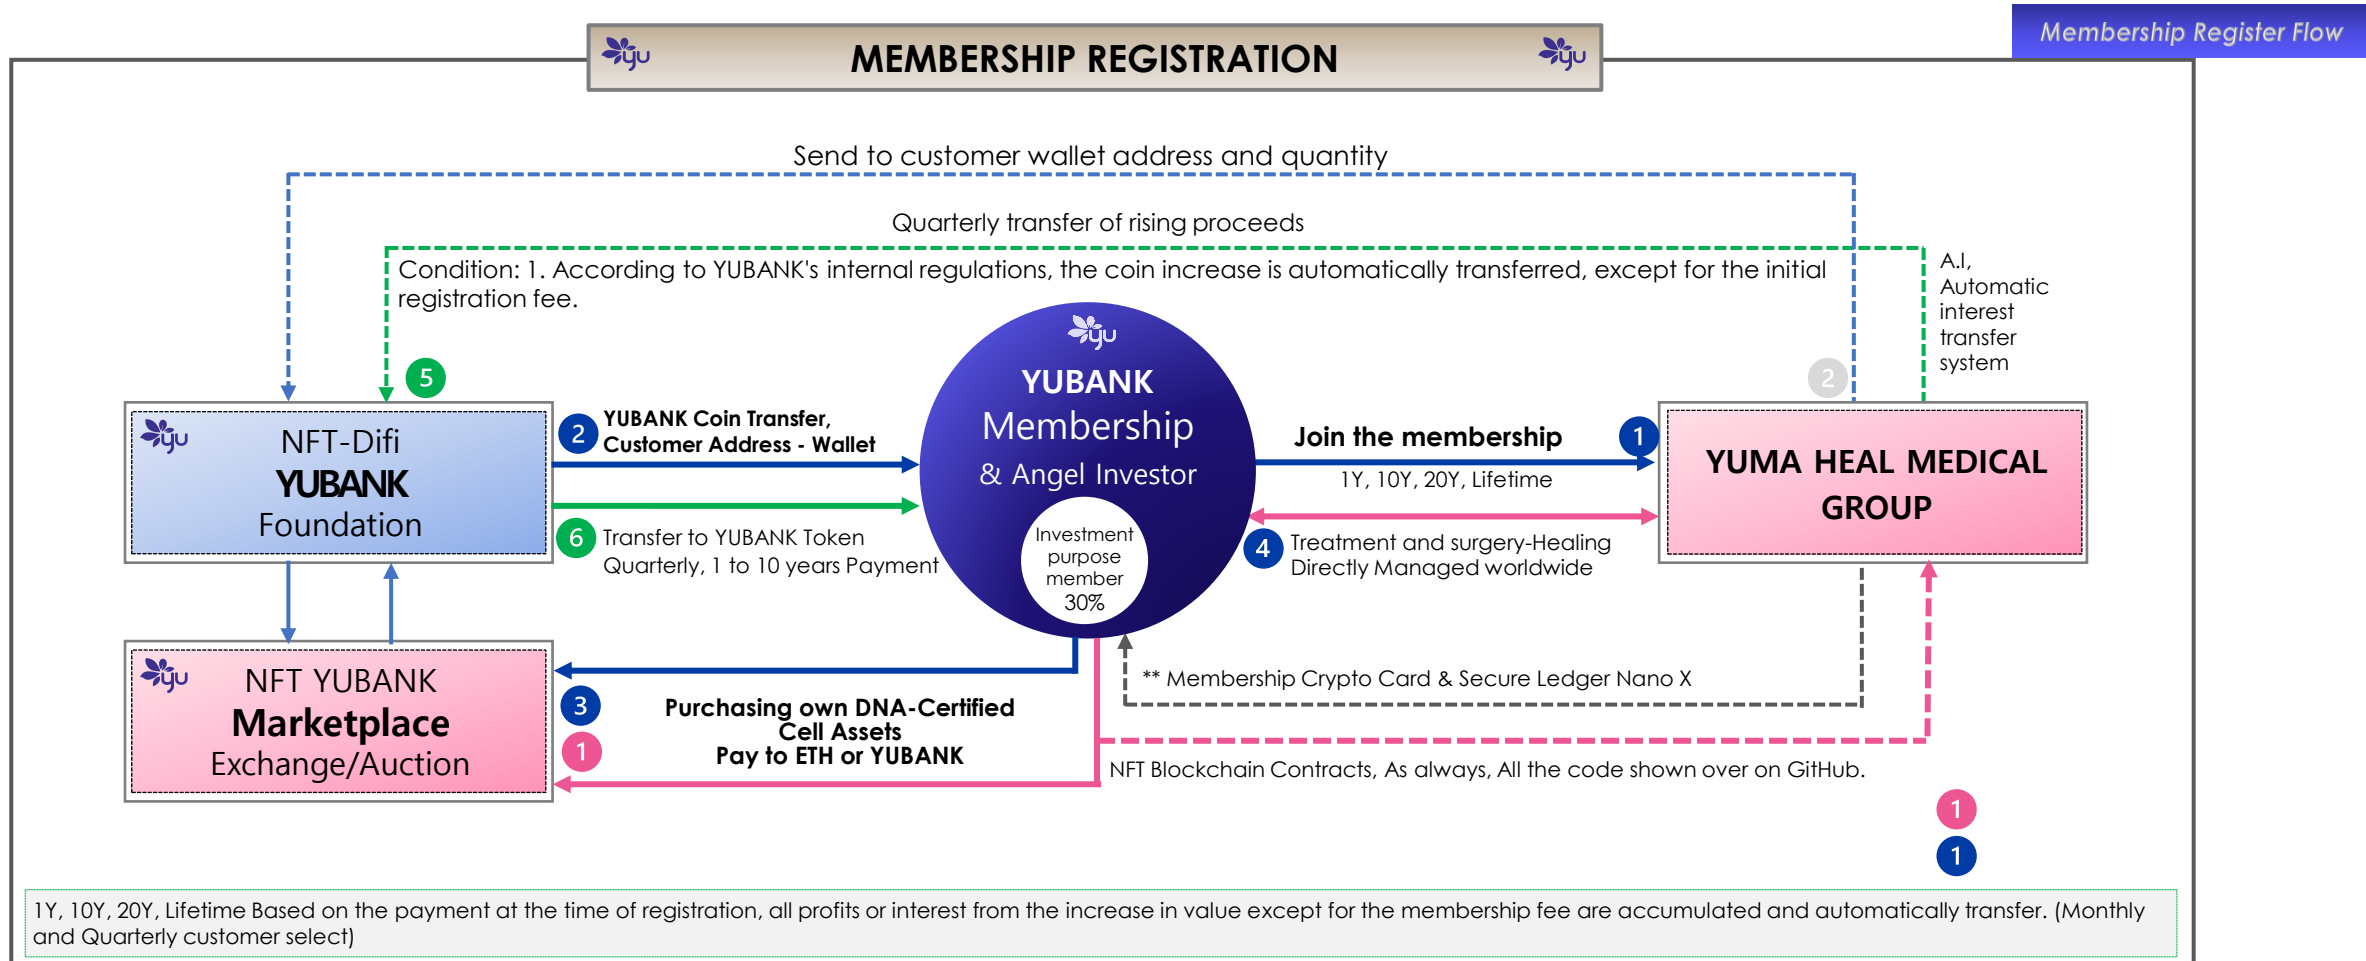 Membership Register Flow
yu
MEMBERSHIP REGISTRATION
yu
Send to customer wallet address and quantity
Quarterly transfer of rising proceeds
Condition: 1. According to YUBANK's internal regulations, the coin increase is automatically transferred, except for the initial
registration fee.
A.I,
Automatic
interest
transfer
system
5
2
yu
NFT-Difi
YUBANK
Foundation
2
YUBANK Coin Transfer,
Customer Address - Wallet
6
Transfer to YUBANK Token
Quarterly, 1 to 10 years Payment
yu
YUBANK
Membership
& Angel Investor
Investment
purpose
member
30%
Join the membership
1
1Y, 10Y, 20Y, Lifetime
4
Treatment and surgery-Healing
Directly Managed worldwide
YUMA HEAL MEDICAL
GROUP
yu
NFT YUBANK
Marketplace
Exchange/Auction
3
1
Purchasing own DNA-Certified
Cell Assets
Pay to ETH or YUBANK
** Membership Crypto Card & Secure Ledger Nano X
NFT Blockchain Contracts, As always, All the code shown over on GitHub.
1
1
1Y, 10Y, 20Y, Lifetime Based on the payment at the time of registration, all profits or interest from the increase in value except for the membership fee are accumulated and automatically transfer. (Monthly
and Quarterly customer select)